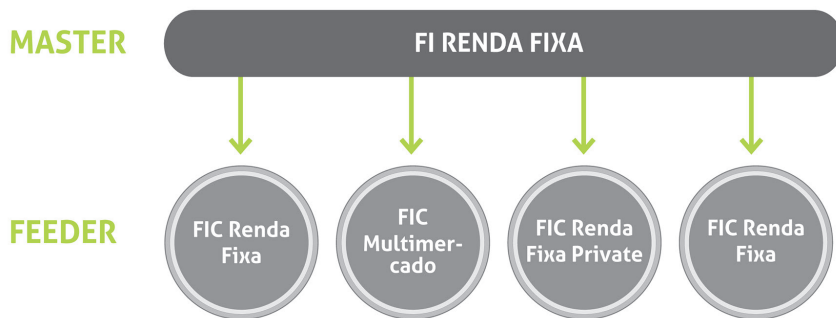 MASTER
FI RENDA FIXA
FEEDER
FIC Renda
Fixa
FIC
Multimer-
cado
FIC Renda
Fixa Private
FIC Renda
Fixa